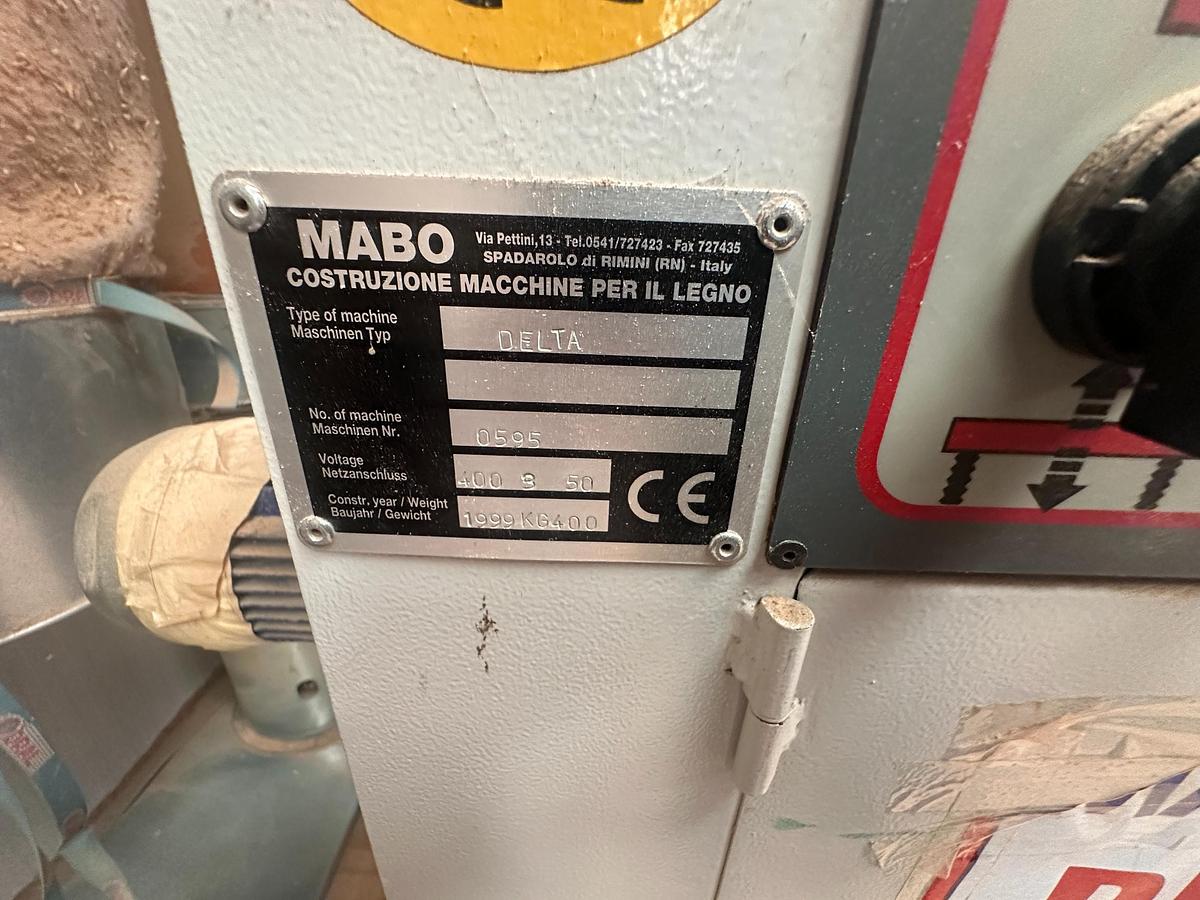 MABO
Via Pettini,13 - Tel.0541/727423 - Fax 727435
SPADAROLO di RIMINI (RN) - Italy
COSTRUZIONE MACCHINE PER IL LEGNO
Type of machine
Maschinen Typ
DELTA
No. of machine
Maschinen Nr.
0595
Voltage
Netzanschluss
400 3 50
CE
Constr. year / Weight
Baujahr / Gewicht
1999 KG400